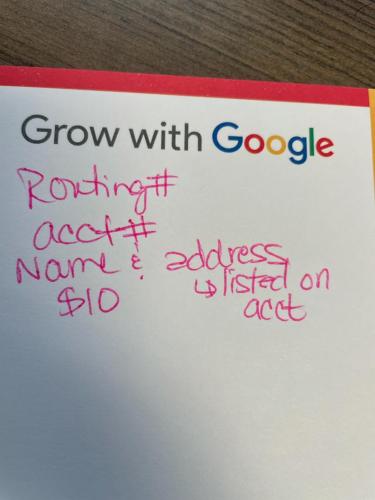 Grow with Google
Routing#
acct#
Name & address
↳ listed on
$10 acct